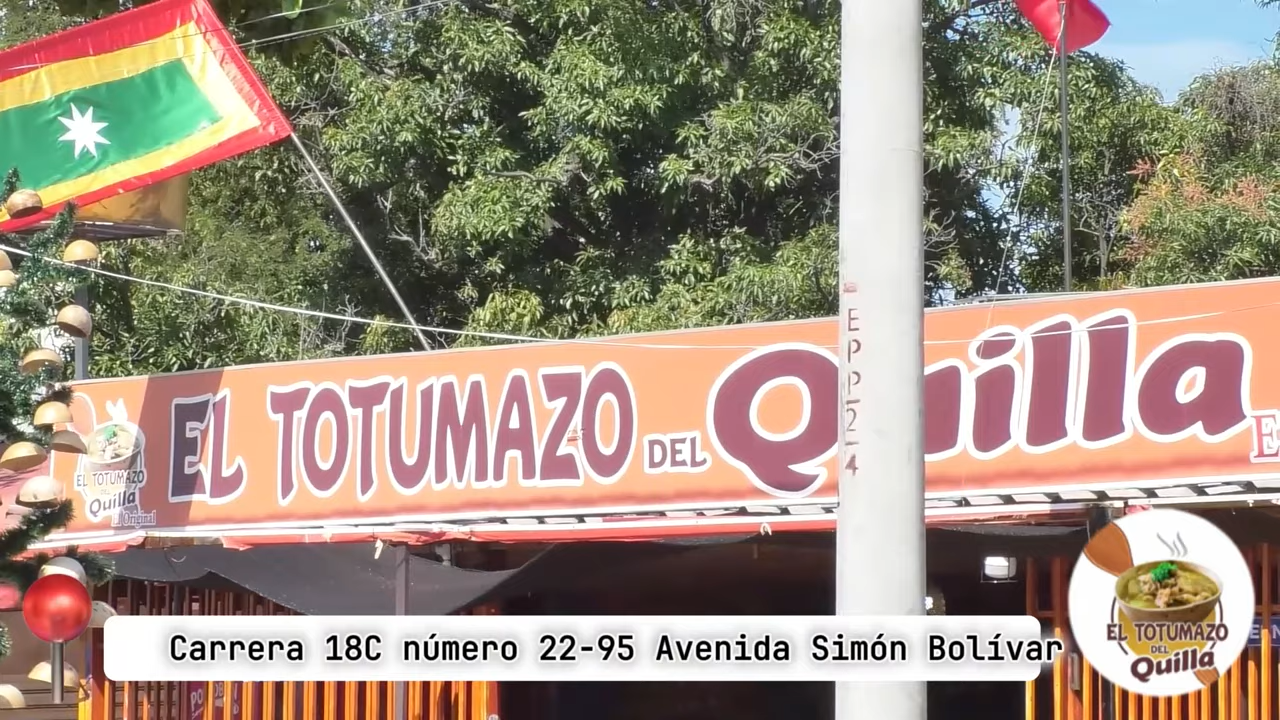 EL TOTUMAZO DEL Quilla
EL TOTUMAZO
DEL
Quilla
El Original
EPP24
Carrera 18C número 22-95 Avenida Simón Bolívar
EL TOTUMAZO
DEL
Quilla